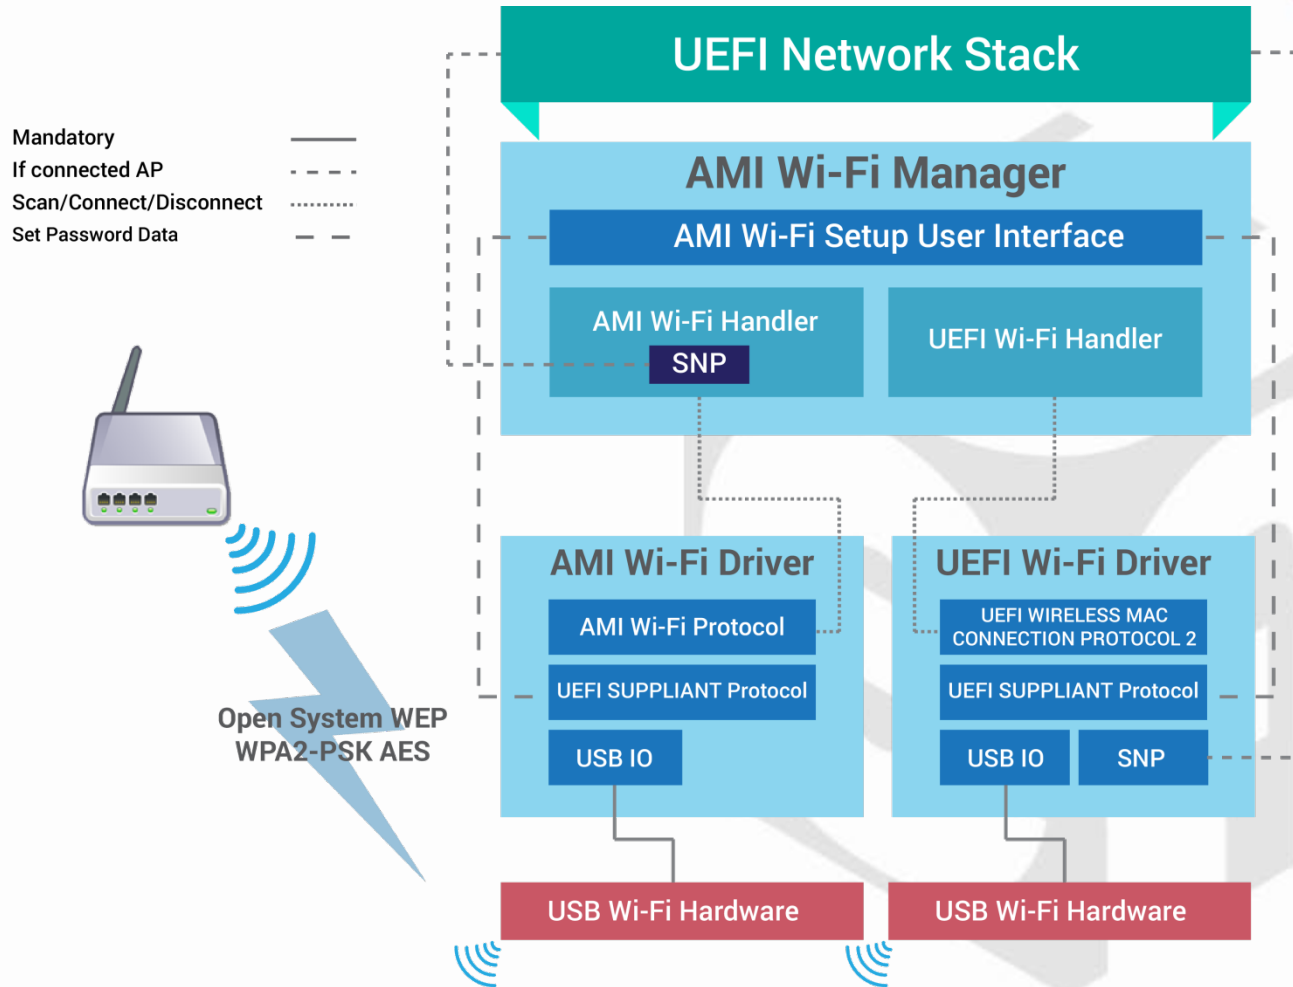 UEFI Network Stack
Mandatory
If connected AP
Scan/Connect/Disconnect
Set Password Data
AMI Wi-Fi Manager
AMI Wi-Fi Setup User Interface
AMI Wi-Fi Handler
SNP
UEFI Wi-Fi Handler
AMI Wi-Fi Driver
AMI Wi-Fi Protocol
UEFI SUPPLIANT Protocol
USB IO
UEFI Wi-Fi Driver
UEFI WIRELESS MAC
CONNECTION PROTOCOL 2
UEFI SUPPLIANT Protocol
USB IO
SNP
Open System WEP
WPA2-PSK AES
USB Wi-Fi Hardware
USB Wi-Fi Hardware